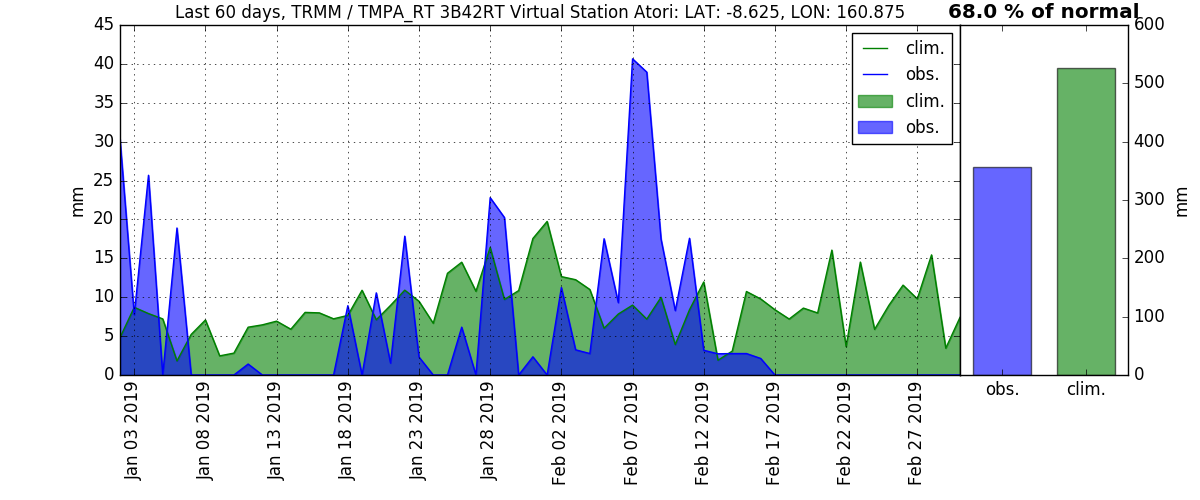 Last 60 days, TRMM / TMPA_RT 3B42RT Virtual Station Atori: LAT: -8.625, LON: 160.875
68.0 % of normal
45
40
35
30
25
20
15
10
5
0
mm
clim.
obs.
clim.
obs.
Jan 03 2019
Jan 08 2019
Jan 13 2019
Jan 18 2019
Jan 23 2019
Jan 28 2019
Feb 02 2019
Feb 07 2019
Feb 12 2019
Feb 17 2019
Feb 22 2019
Feb 27 2019
600
500
400
300
200
100
0
mm
obs. clim.